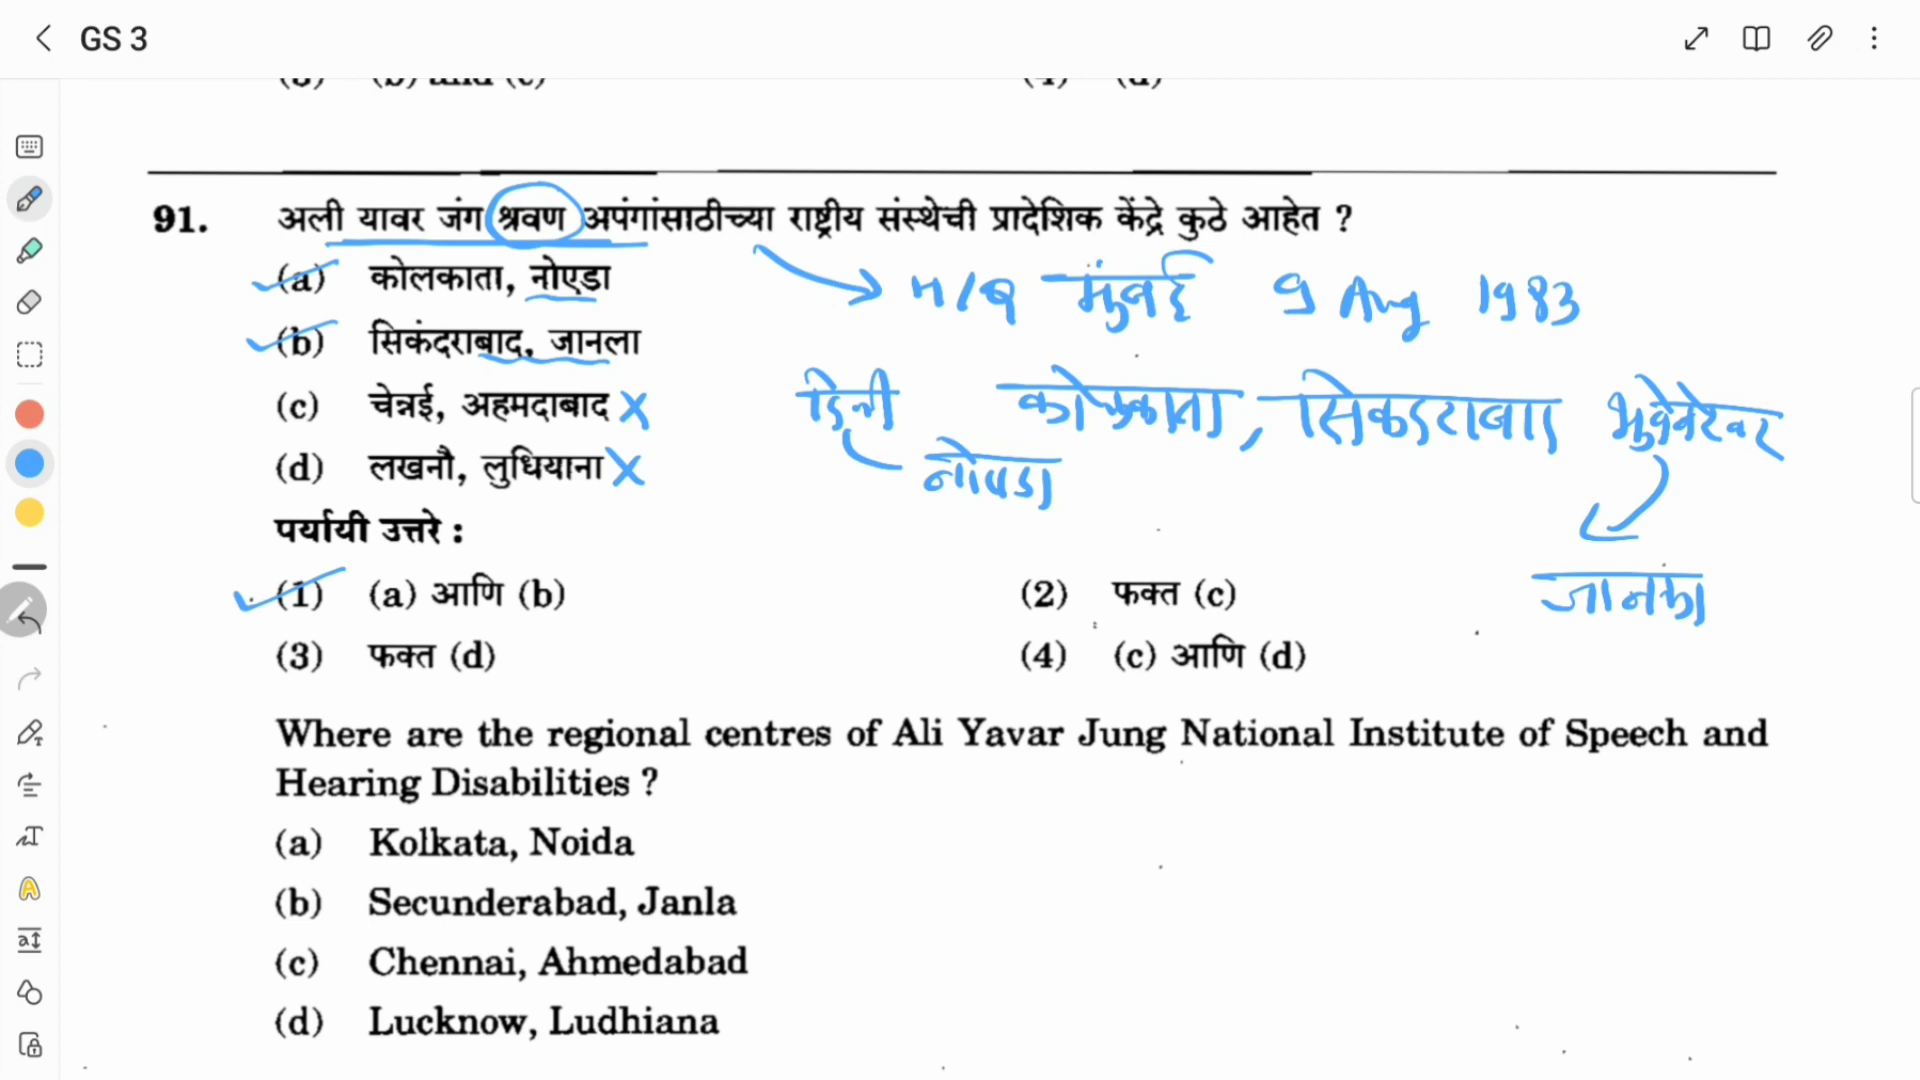 GS 3
(3) (b) and (c) (4) (d)
91. अली यावर जंग श्रवण अपंगांसाठीच्या राष्ट्रीय संस्थेची प्रादेशिक केंद्रे कुठे आहेत ?
(a) कोलकाता, नोएडा
H/Q मुंबई 9 Aug 1983
(b) सिकंदराबाद, जानला
(c) चेन्नई, अहमदाबाद X
कोलकाता, सिकंदराबाद
(d) लखनौ, लुधियाना X
नोएडा
पर्यायी उत्तरे :
(1) (a) आणि (b) (2) फक्त (c)
(3) फक्त (d) (4) (c) आणि (d)
Where are the regional centres of Ali Yavar Jung National Institute of Speech and
Hearing Disabilities ?
(a) Kolkata, Noida
(b) Secunderabad, Janla
(c) Chennai, Ahmedabad
(d) Lucknow, Ludhiana